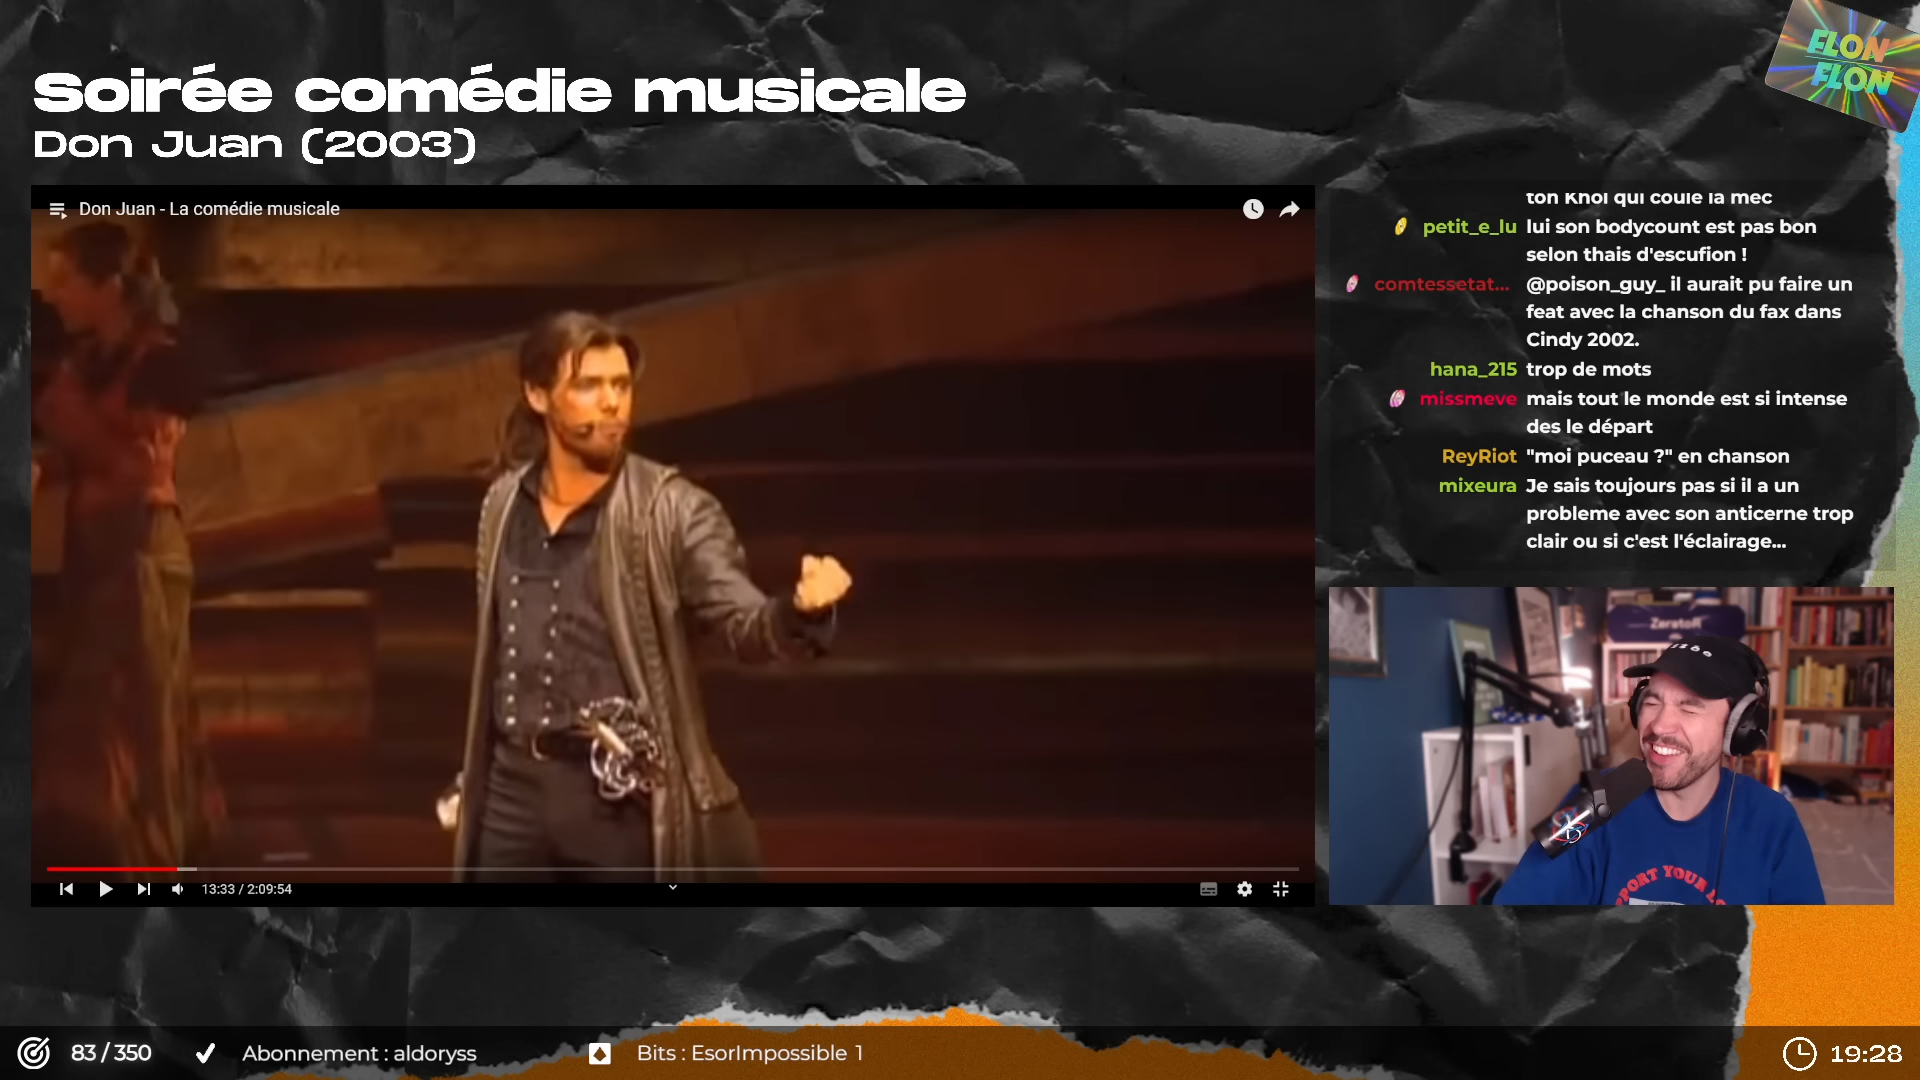 Soirée comédie musicale
Don Juan (2003)
FLON
FLON
Don Juan - La comédie musicale
ton Khol qui coule la mec
petit_e_lu lui son bodycount est pas bon
selon thais d'escufion !
comtessetat... @poison_guy_ il aurait pu faire un
feat avec la chanson du fax dans
Cindy 2002.
hana_215 trop de mots
missmeve mais tout le monde est si intense
des le départ
ReyRiot "moi puceau ?" en chanson
mixeura Je sais toujours pas si il a un
probleme avec son anticerne trop
clair ou si c'est l'éclairage...
ZeratoR
13:33 / 2:09:54
83 / 350
Abonnement : aldoryss
Bits : EsorImpossible 1
19:28